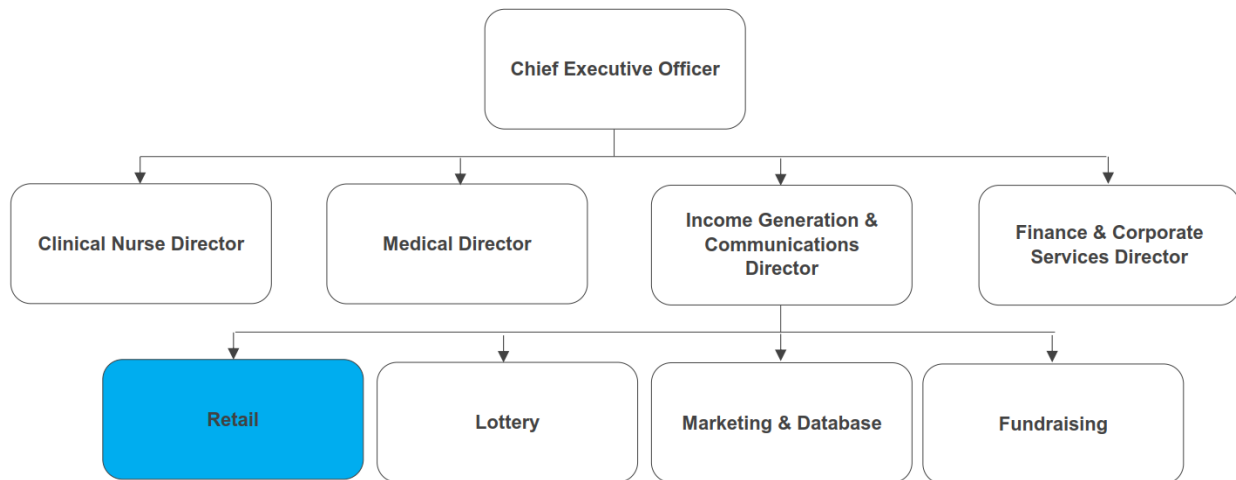 Chief Executive Officer
Clinical Nurse Director
Medical Director
Income Generation &
Communications
Director
Finance & Corporate
Services Director
Retail
Lottery
Marketing & Database
Fundraising